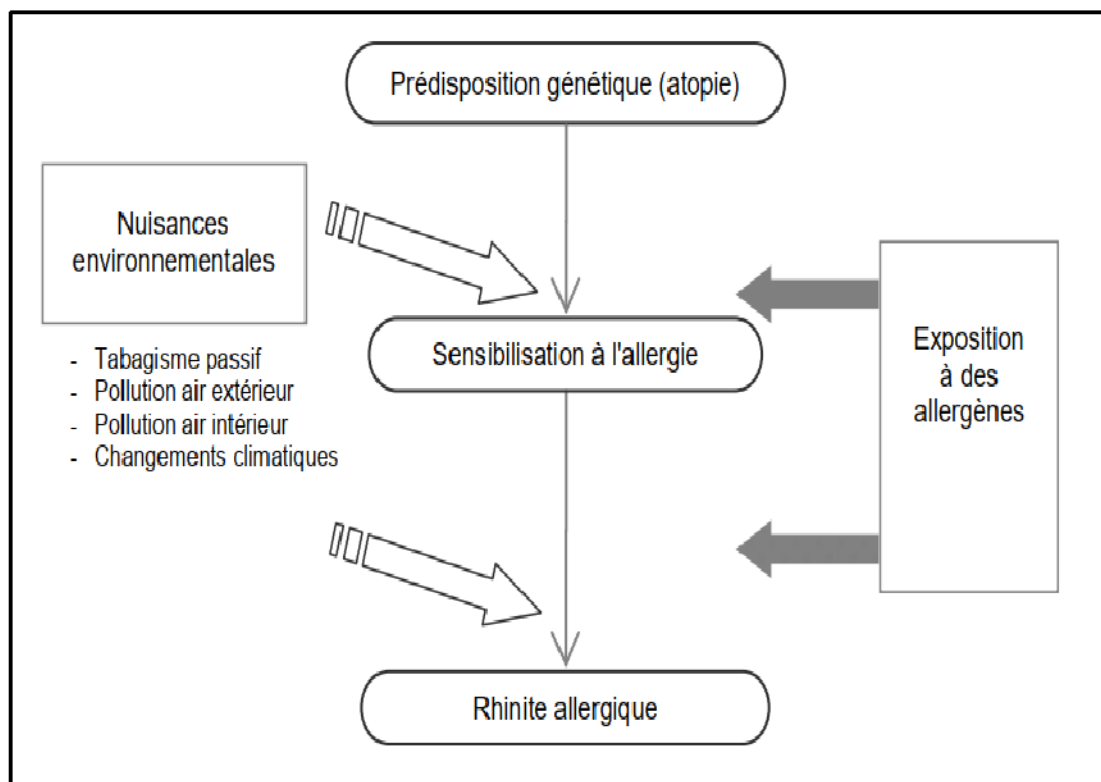 Prédisposition génétique (atopie)
Nuisances
environnementales
- Tabagisme passif
- Pollution air extérieur
- Pollution air intérieur
- Changements climatiques
Sensibilisation à l'allergie
Exposition
à des
allergènes
Rhinite allergique